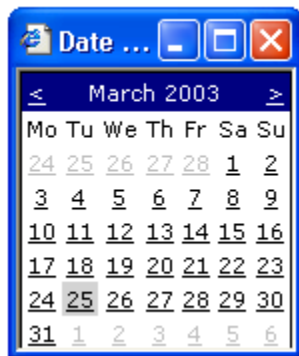 Date ...
< March 2003 >
Mo Tu We Th Fr Sa Su
24 25 26 27 28 1 2
3 4 5 6 7 8 9
10 11 12 13 14 15 16
17 18 19 20 21 22 23
24 25 26 27 28 29 30
31 1 2 3 4 5 6